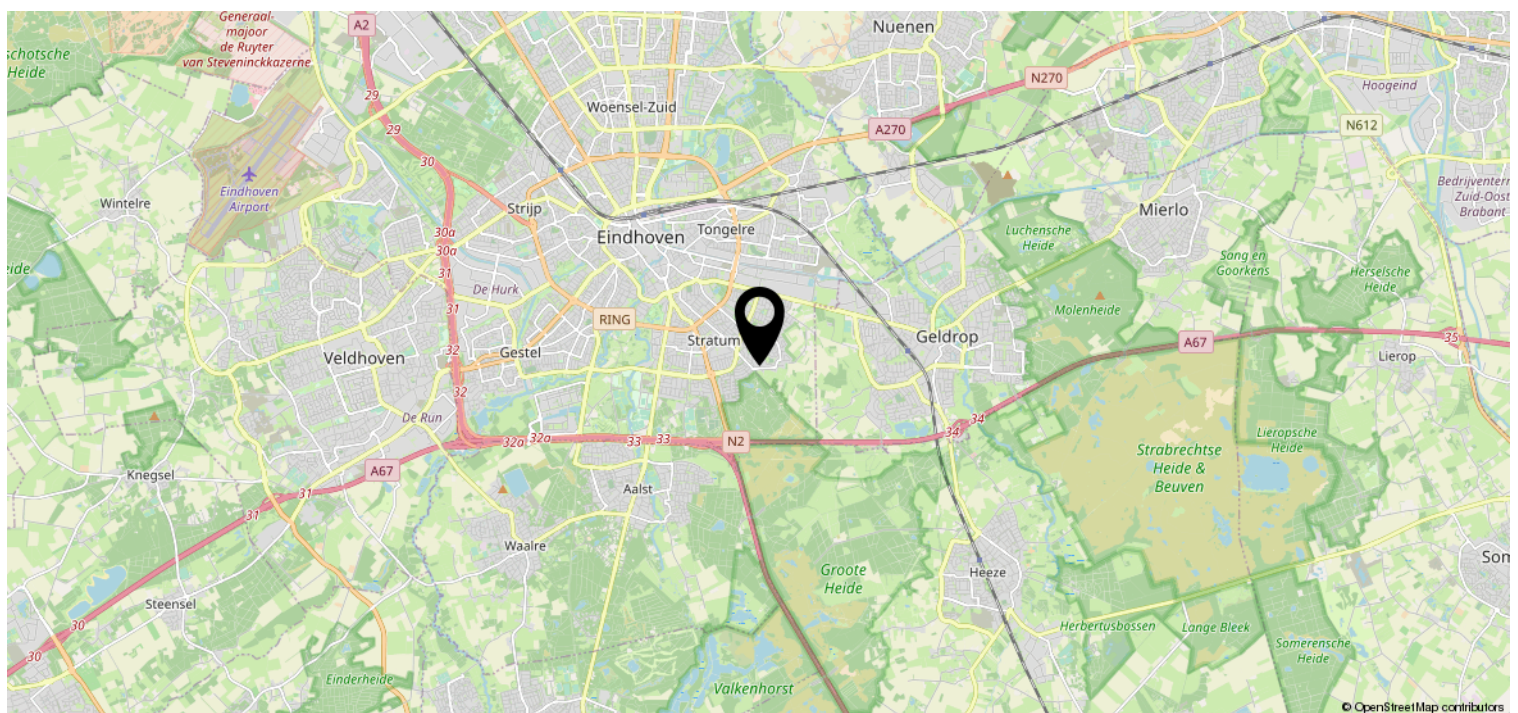 A2
Generaal-
majoor
de Ruyter
van Steveninckkazerne
schotsche
Heide
Nuenen
N270
Hoogeind
29
29
Woensel-Zuid
A270
N612
30
Eindhoven
Airport
Wintelre
Strijp
Bedrijventerr
Zuid-Oost
Brabant
Mierlo
30a
30a
Eindhoven
Tongelre
Luchensche
Heide
Sang en
Goorkens
eide
31
De Hurk
Herselsche
Heide
31
RING
Molenheide
Stratum
Geldrop
A67
35
32
Gestel
Veldhoven
Lierop
32
De Run
34
34
32a
32a
33
33
N2
Lieropsche
Heide
Strabrechtse
Heide &
Beuven
Knegsel
A67
31
31
Aalst
Waalre
Groote
Heide
Heeze
Som
Steensel
30
30
Herbertusbossen
Lange Bleek
Somerensche
Heide
Einderheide
Valkenhorst
© OpenStreetMap contributors